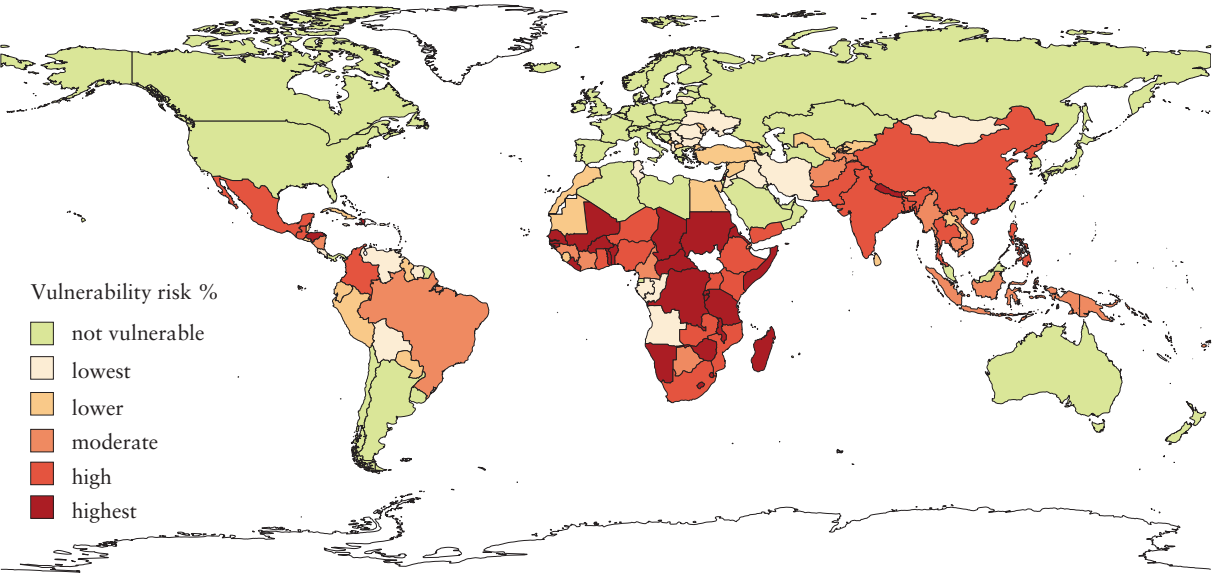 Vulnerability risk %
not vulnerable
lowest
lower
moderate
high
highest